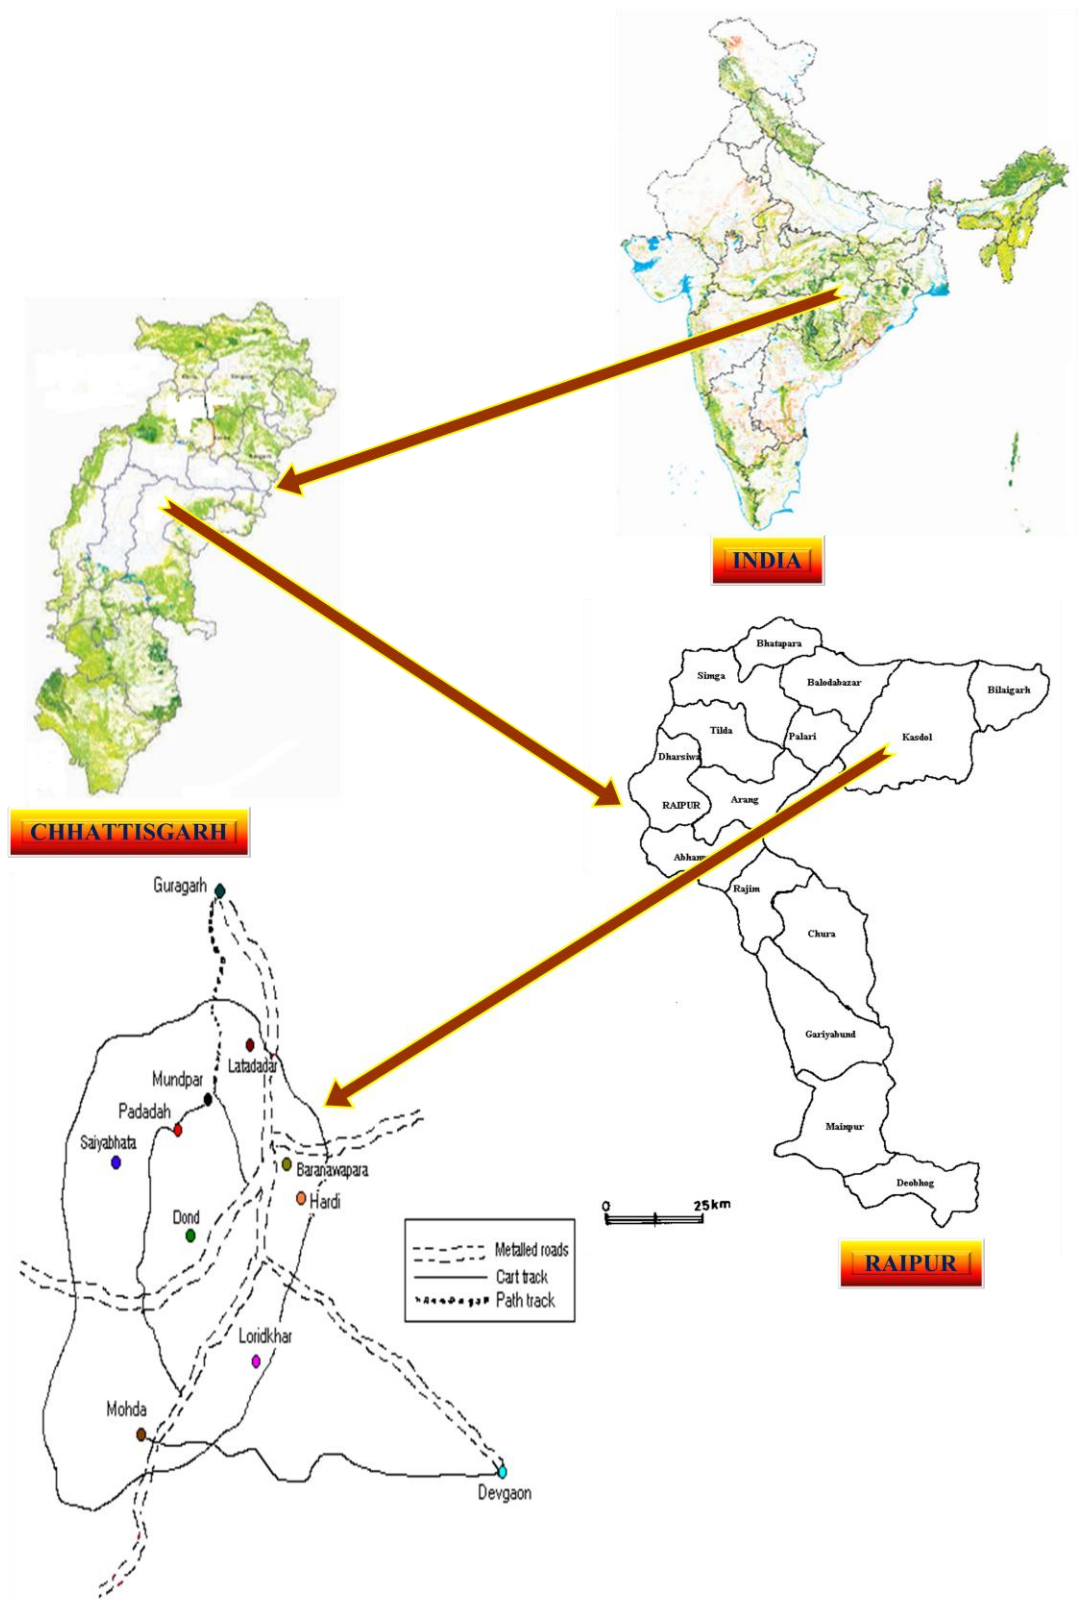 INDIA
CHHATTISGARH
Bhatapara
Simga
Balodabazar
Bilaigarh
Tilda
Palari
Kasdol
Dharsiwa
RAIPUR
Arang
Rajim
Chura
Gariyabund
Mainpur
Deobhog
0 25km
RAIPUR
Guragarh
Latadadar
Mundpar
Padadah
Saiyabhata
Baranawapara
Hardi
Dond
Metalled roads
Cart track
Path track
Loridkhar
Mohda
Devgaon